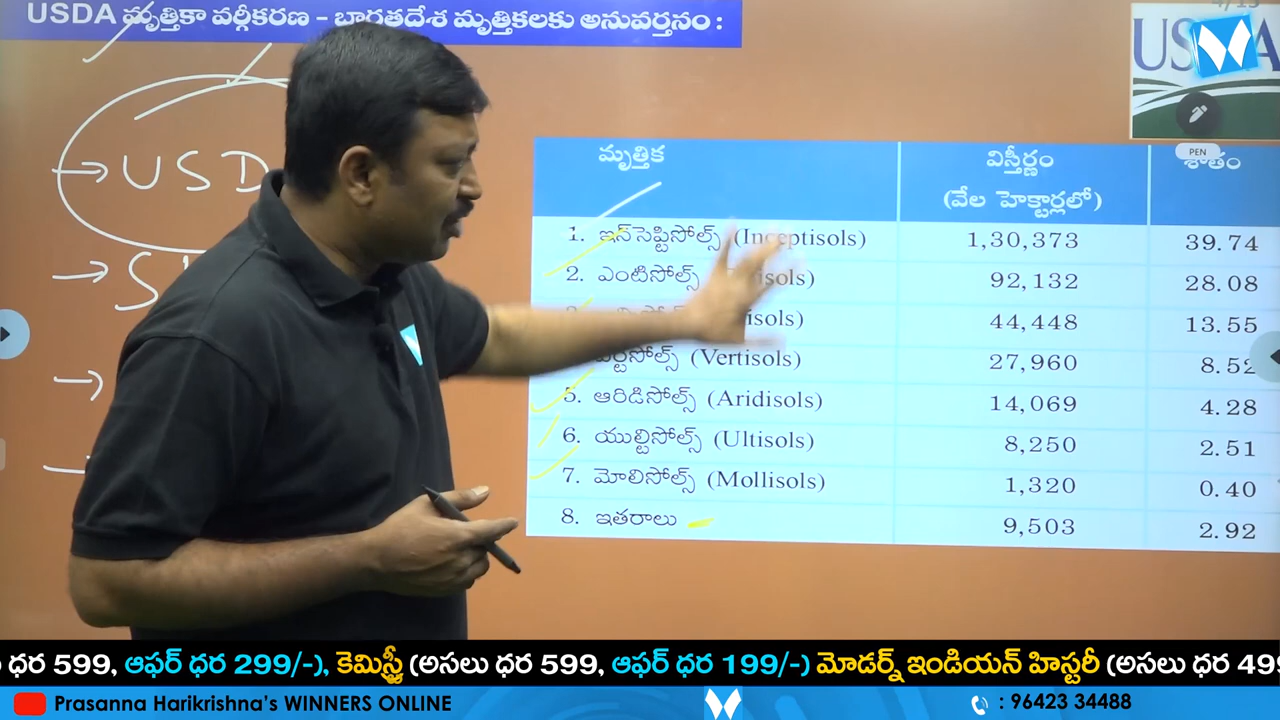 USDA మృత్తికా వర్గీకరణ – భారతదేశ మృత్తికలకు అనువర్తనం :
4/13
→ USD
→
→
PEN
మృత్తిక విస్తీర్ణం (వేల హెక్టార్లలో) శాతం
1. ఇన్‌సెప్టిసోల్స్ (Inceptisols) 1,30,373 39.74
2. ఎంటిసోల్స్ 92,132 28.08
44,448 13.55
(Vertisols) 27,960 8.52
5. ఆరిడిసోల్స్ (Aridisols) 14,069 4.28
6. యుల్టిసోల్స్ (Ultisols) 8,250 2.51
7. మోలిసోల్స్ (Mollisols) 1,320 0.40
8. ఇతరాలు 9,503 2.92
ధర 599, ఆఫర్ ధర 299/-), కెమిస్ట్రీ (అసలు ధర 599, ఆఫర్ ధర 199/-) మోడర్న్ ఇండియన్ హిస్టరీ (అసలు ధర 499
Prasanna Harikrishna's WINNERS ONLINE : 96423 34488